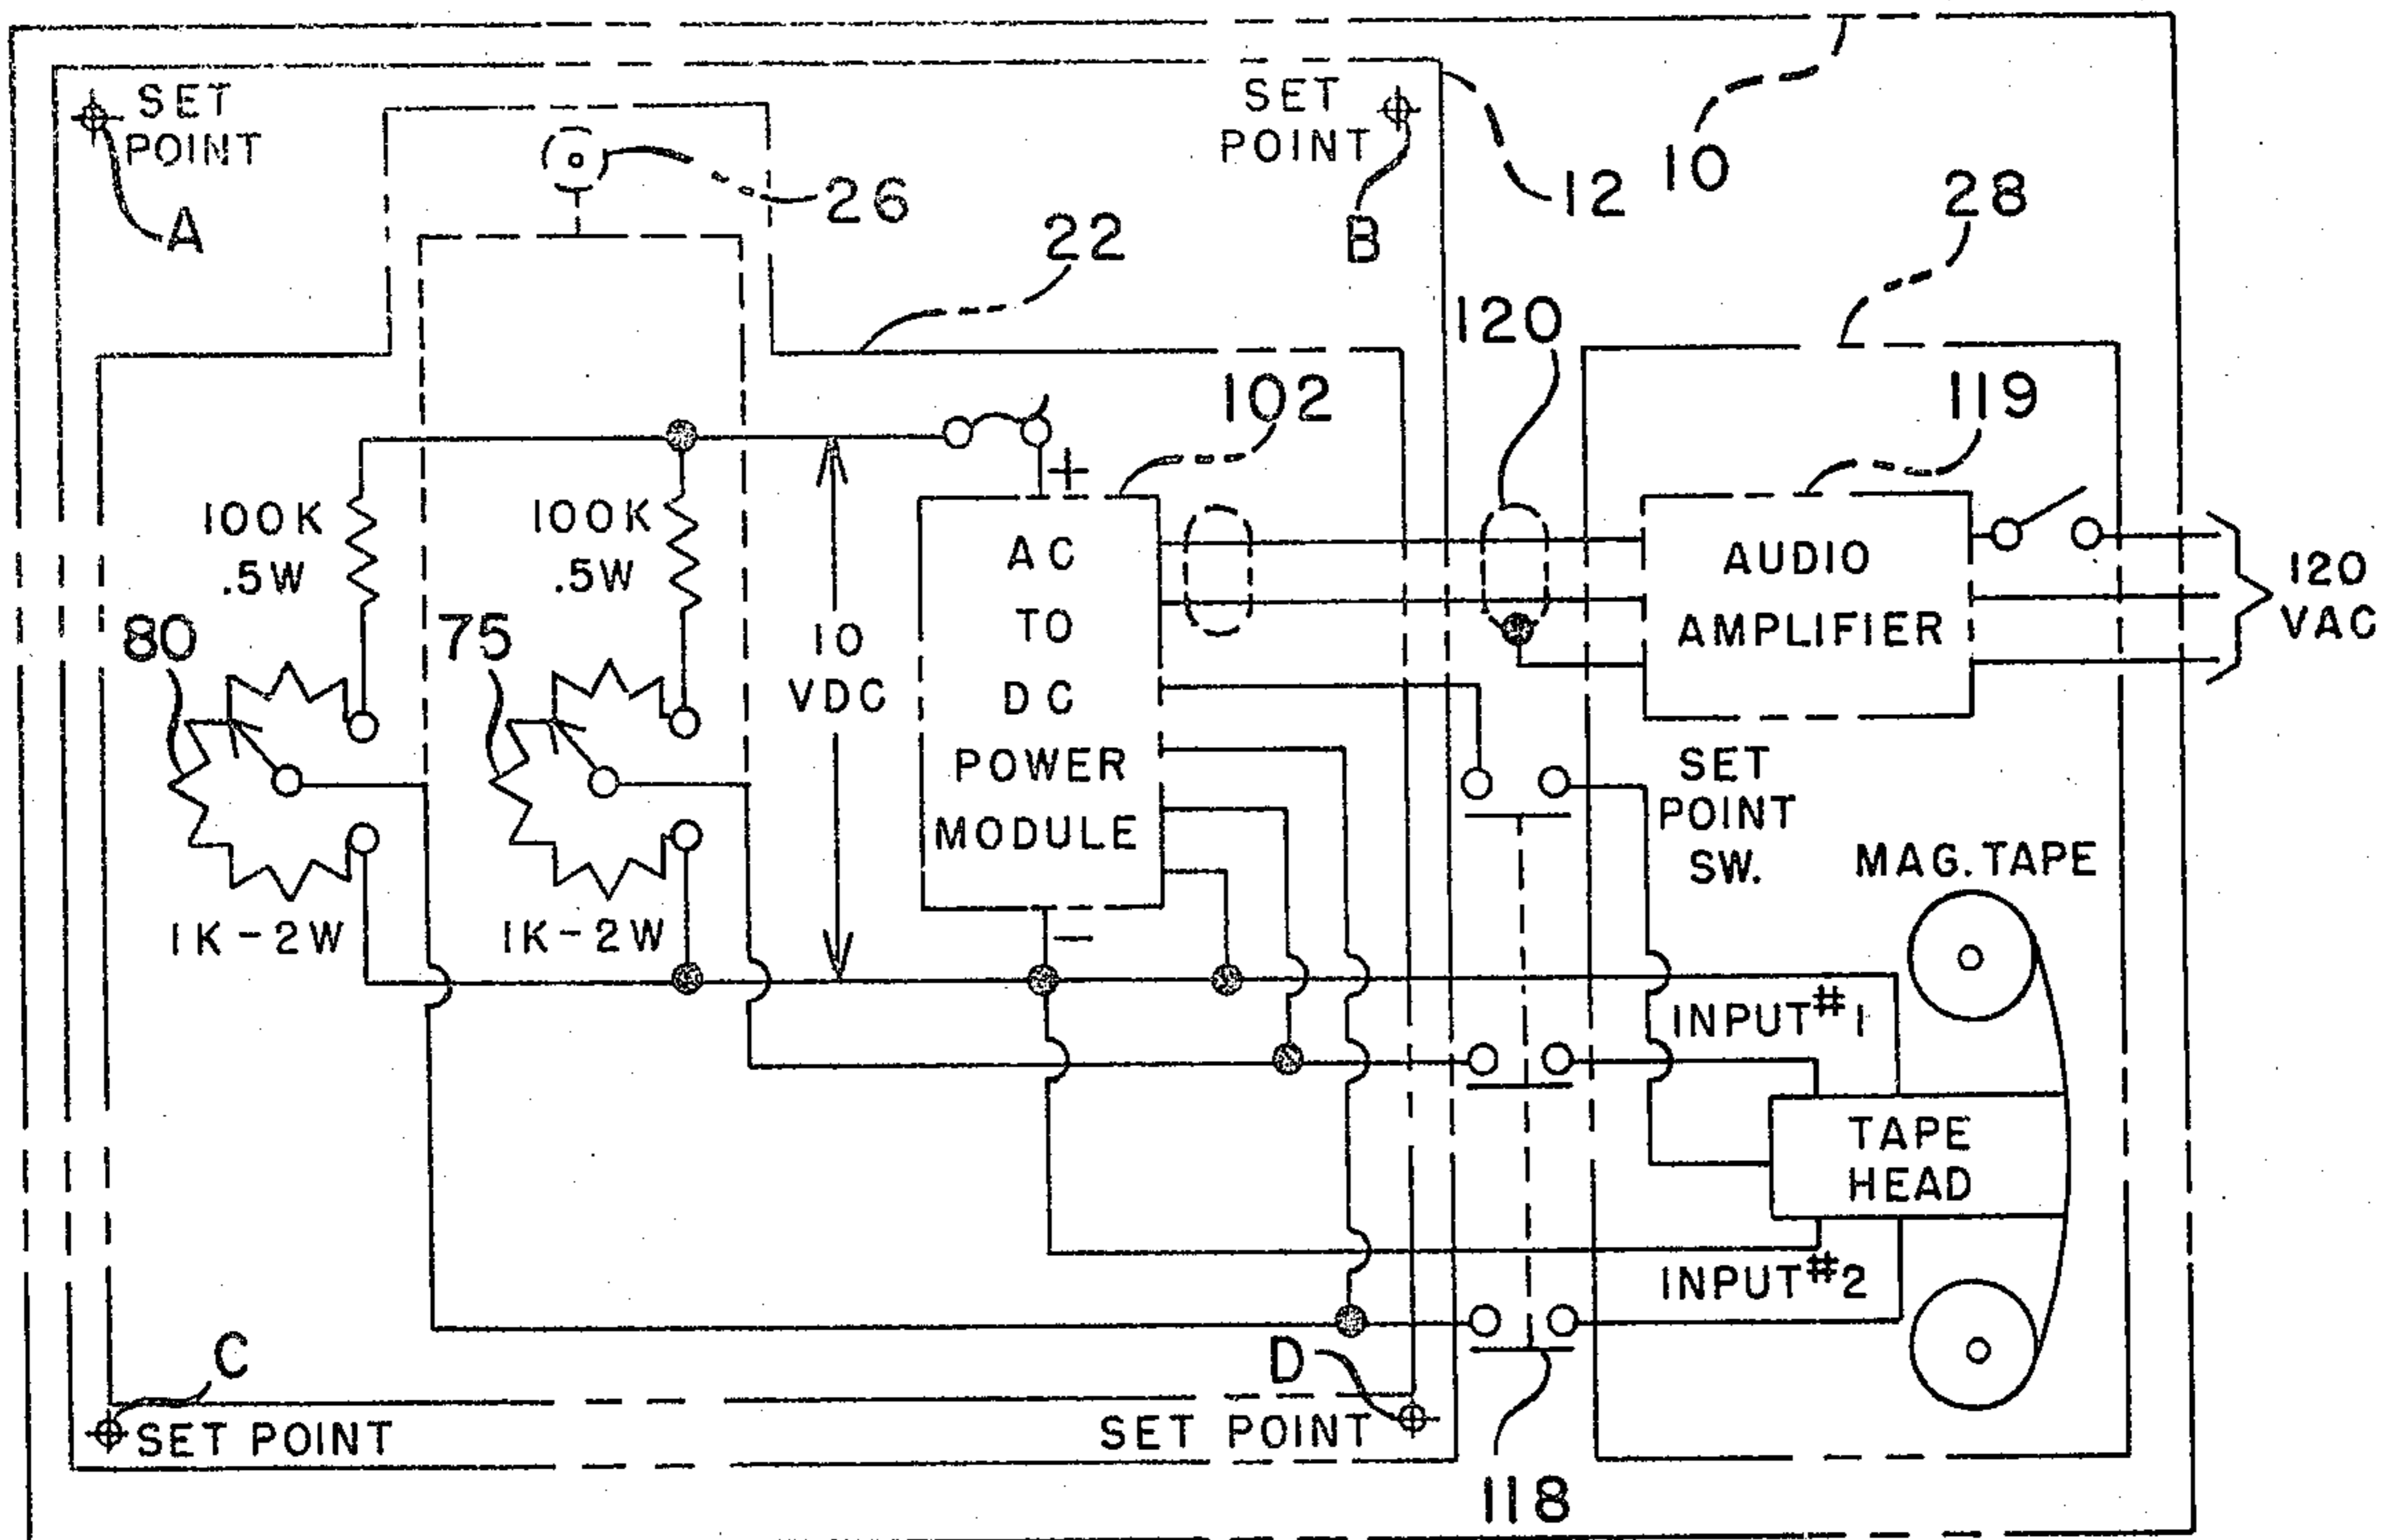 SET
POINT
A
26
22
SET
POINT
B
12
10
28
120
102
119
100K
.5W
100K
.5W
80
75
1K-2W
1K-2W
10
VDC
+
AC
TO
DC
POWER
MODULE
−
AUDIO
AMPLIFIER
120
VAC
SET
POINT
SW.
MAG. TAPE
INPUT #1
TAPE
HEAD
INPUT #2
C
SET POINT
D
SET POINT
118